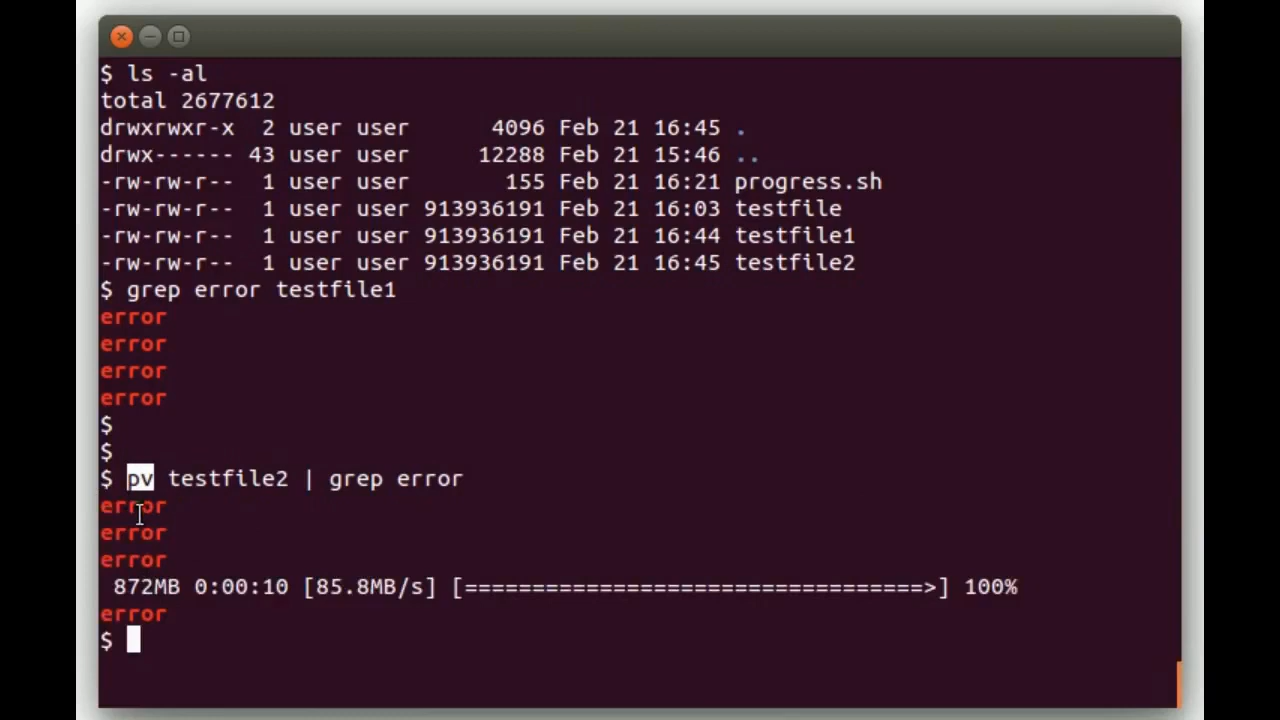 $ ls -al
total 2677612
drwxrwxr-x  2 user user      4096 Feb 21 16:45 .
drwx------ 43 user user     12288 Feb 21 15:46 ..
-rw-rw-r--  1 user user       155 Feb 21 16:21 progress.sh
-rw-rw-r--  1 user user 913936191 Feb 21 16:03 testfile
-rw-rw-r--  1 user user 913936191 Feb 21 16:44 testfile1
-rw-rw-r--  1 user user 913936191 Feb 21 16:45 testfile2
$ grep error testfile1
error
error
error
error
$
$
$ pv testfile2 | grep error
error
error
error
 872MB 0:00:10 [85.8MB/s] [==================================>] 100%
error
$